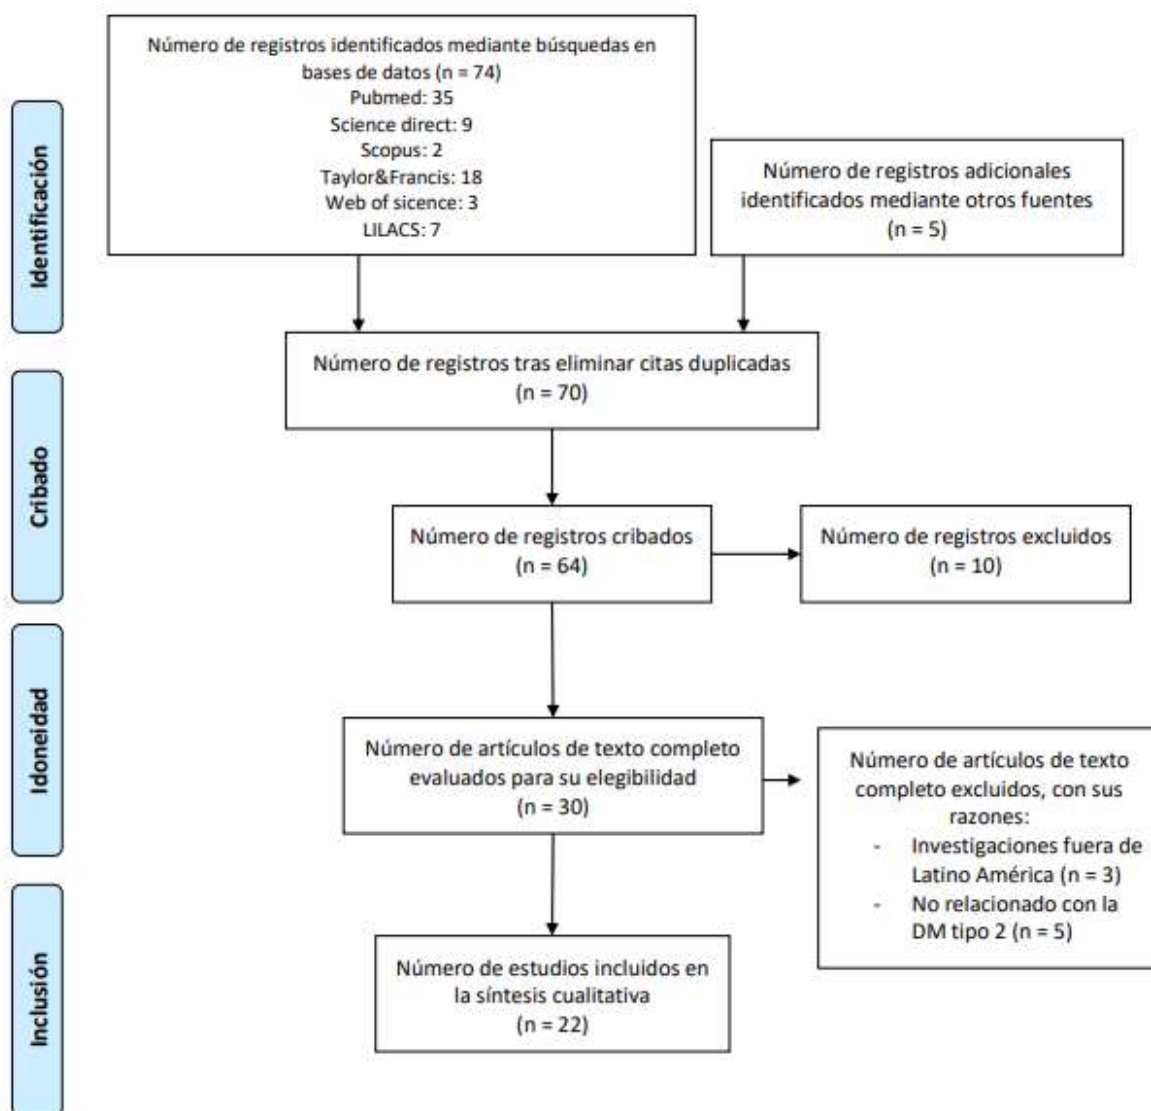 Identificación
Número de registros identificados mediante búsquedas en
bases de datos (n = 74)
Pubmed: 35
Science direct: 9
Scopus: 2
Taylor&Francis: 18
Web of sicence: 3
LILACS: 7
Número de registros adicionales
identificados mediante otros fuentes
(n = 5)
Número de registros tras eliminar citas duplicadas
(n = 70)
Cribado
Número de registros cribados
(n = 64)
Número de registros excluidos
(n = 10)
Idoneidad
Número de artículos de texto completo
evaluados para su elegibilidad
(n = 30)
Número de artículos de texto
completo excluidos, con sus
razones:
- Investigaciones fuera de
Latino América (n = 3)
- No relacionado con la
DM tipo 2 (n = 5)
Inclusión
Número de estudios incluidos en
la síntesis cualitativa
(n = 22)